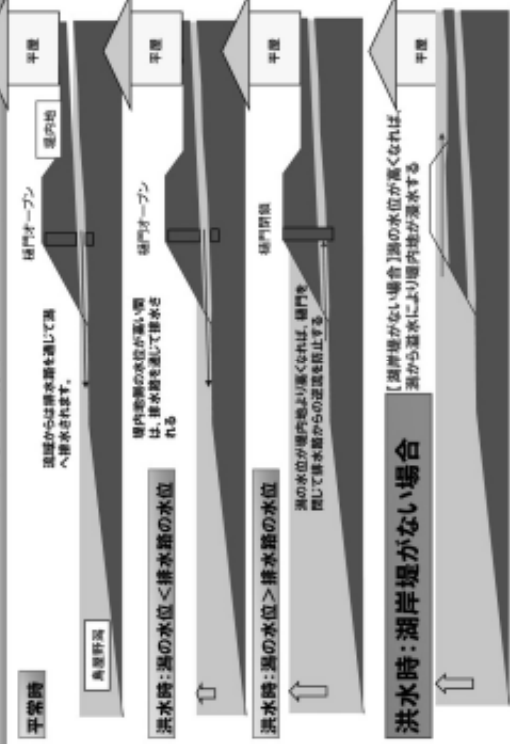 平常時
鳥屋野潟
流域からは排水路を通じて潟
へ排水されます。
樋門オープン
堤内地
平屋
洪水時:潟の水位<排水路の水位
堤内地側の水位が高い間
は、排水路を通じて排水さ
れる
樋門オープン
平屋
洪水時:潟の水位>排水路の水位
潟の水位が堤内地より高くなれば、樋門を
閉じて排水路からの逆流を防止する
樋門閉鎖
平屋
洪水時:湖岸堤がない場合
【湖岸堤がない場合】潟の水位が高くなれば、
潟から溢水により堤内地が浸水する
平屋